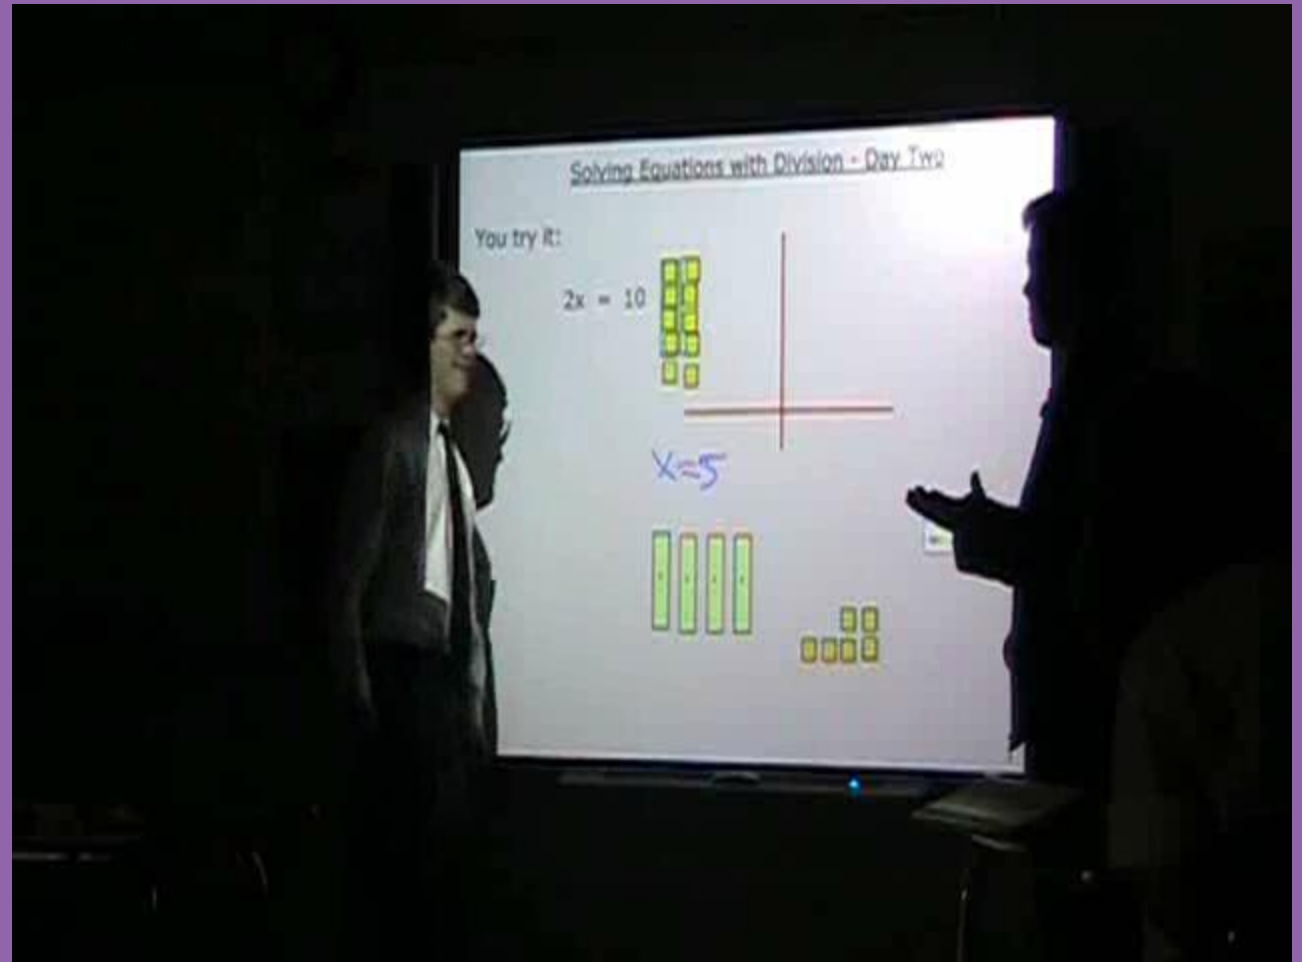 Solving Equations with Division - Day Two
You try it:
2x = 10
x=5